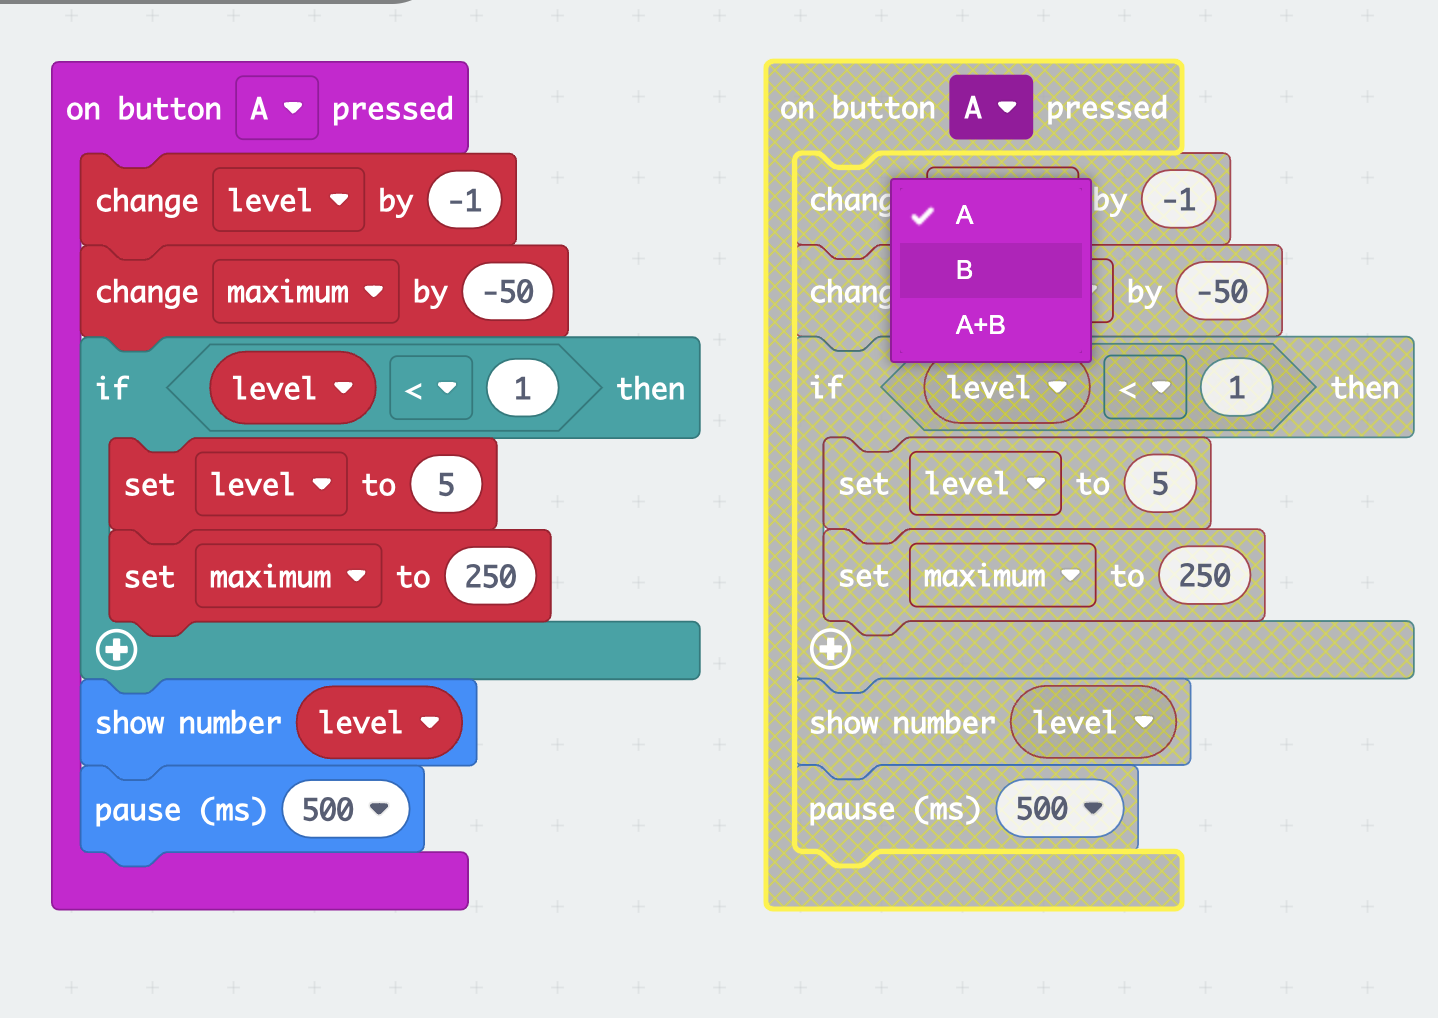 on button A pressed
change level by -1
change maximum by -50
if level < 1 then
set level to 5
set maximum to 250
show number level
pause (ms) 500
on button A pressed
A
B
A+B
chang by -1
chang by -50
if level < 1 then
set level to 5
set maximum to 250
show number level
pause (ms) 500